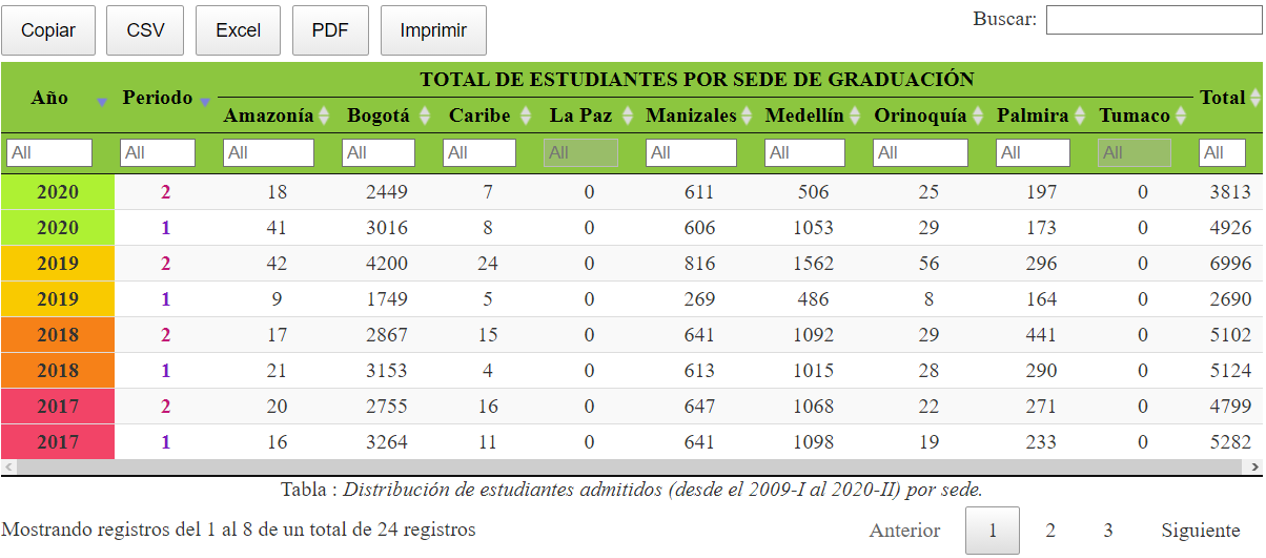 Copiar CSV Excel PDF Imprimir Buscar:
TOTAL DE ESTUDIANTES POR SEDE DE GRADUACIÓN
Año Periodo Total
Amazonía Bogotá Caribe La Paz Manizales Medellín Orinoquía Palmira Tumaco
All All All All All All All All All All All All
2020 2 18 2449 7 0 611 506 25 197 0 3813
2020 1 41 3016 8 0 606 1053 29 173 0 4926
2019 2 42 4200 24 0 816 1562 56 296 0 6996
2019 1 9 1749 5 0 269 486 8 164 0 2690
2018 2 17 2867 15 0 641 1092 29 441 0 5102
2018 1 21 3153 4 0 613 1015 28 290 0 5124
2017 2 20 2755 16 0 647 1068 22 271 0 4799
2017 1 16 3264 11 0 641 1098 19 233 0 5282
Tabla : Distribución de estudiantes admitidos (desde el 2009-I al 2020-II) por sede.
Mostrando registros del 1 al 8 de un total de 24 registros Anterior 1 2 3 Siguiente